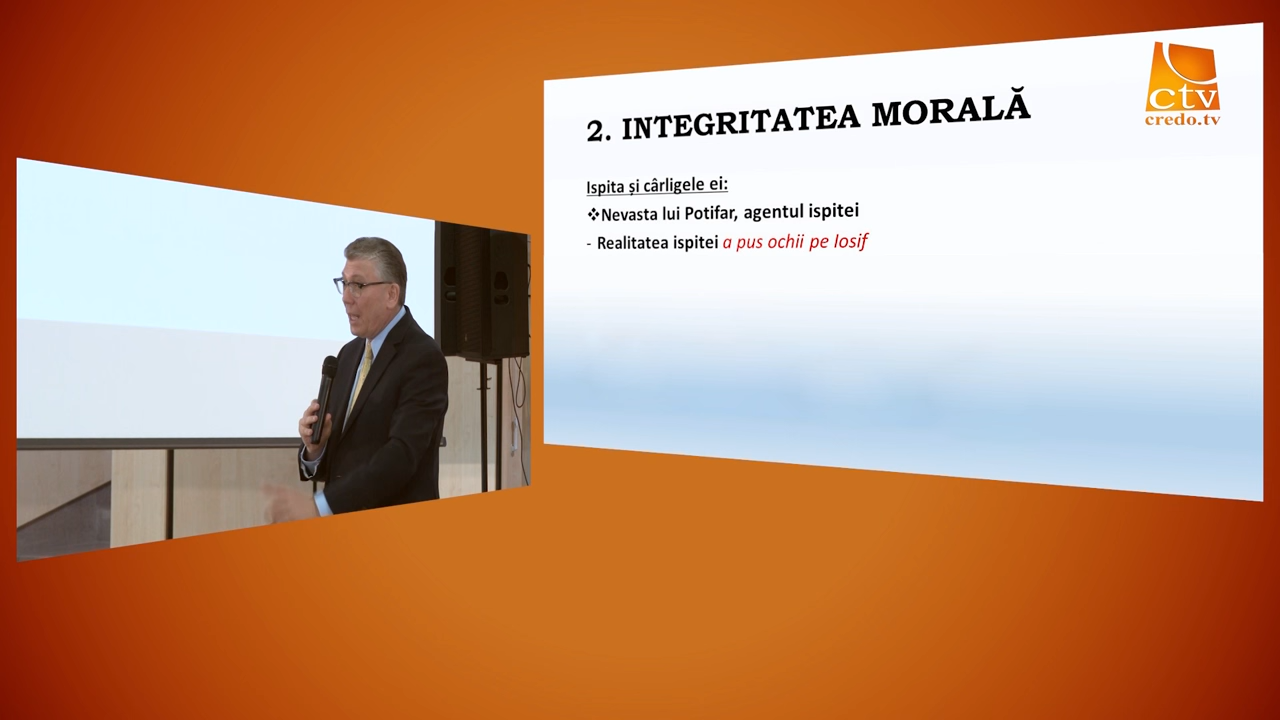 ctv
credo.tv
2. INTEGRITATEA MORALĂ
Ispita și cârligele ei:
❖Nevasta lui Potifar, agentul ispitei
- Realitatea ispitei a pus ochii pe Iosif